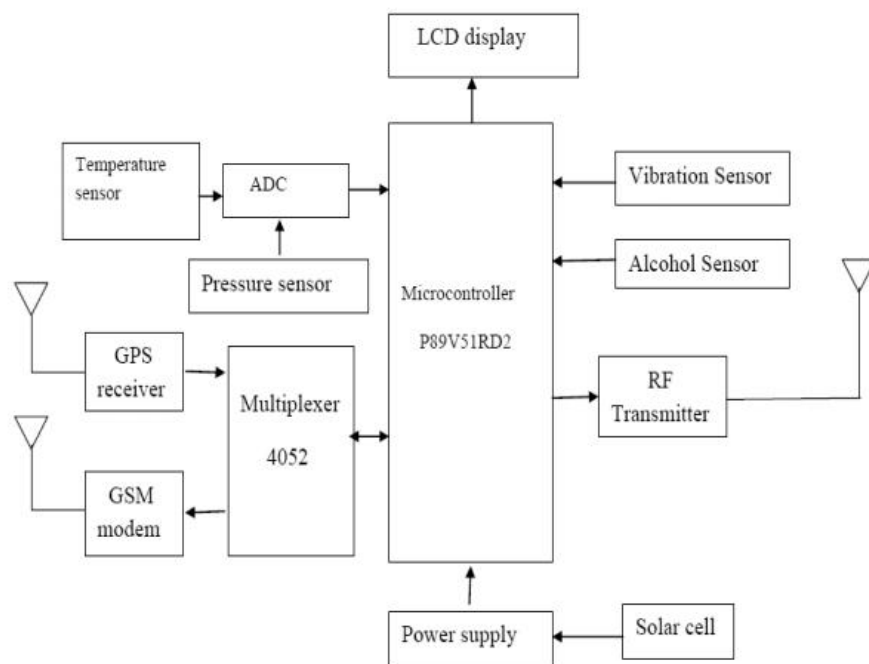 LCD display
Temperature
sensor
ADC
Vibration Sensor
Pressure sensor
Alcohol Sensor
Microcontroller
P89V51RD2
GPS
receiver
Multiplexer
4052
RF
Transmitter
GSM
modem
Power supply
Solar cell